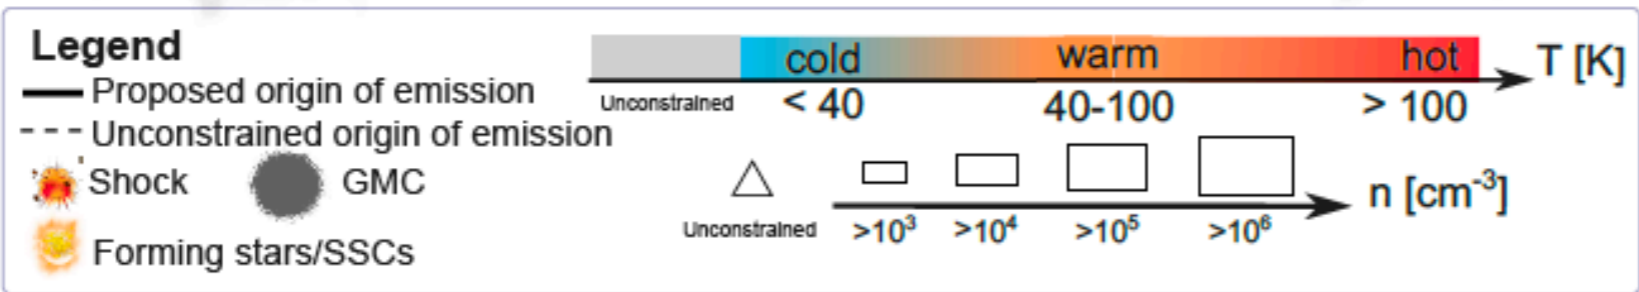 Legend
Proposed origin of emission
Unconstrained origin of emission
Shock GMC
Forming stars/SSCs
cold warm hot T [K]
Unconstrained < 40 40-100 > 100
n [cm⁻³]
Unconstrained >10³ >10⁴ >10⁵ >10⁶